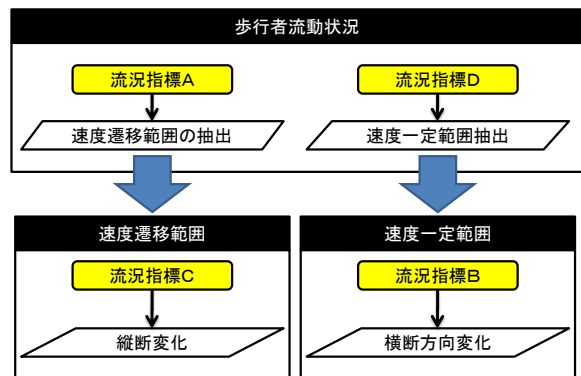 歩行者流動状況
流況指標A
流況指標D
速度遷移範囲の抽出
速度一定範囲抽出
速度遷移範囲
速度一定範囲
流況指標C
流況指標B
縦断変化
横断方向変化